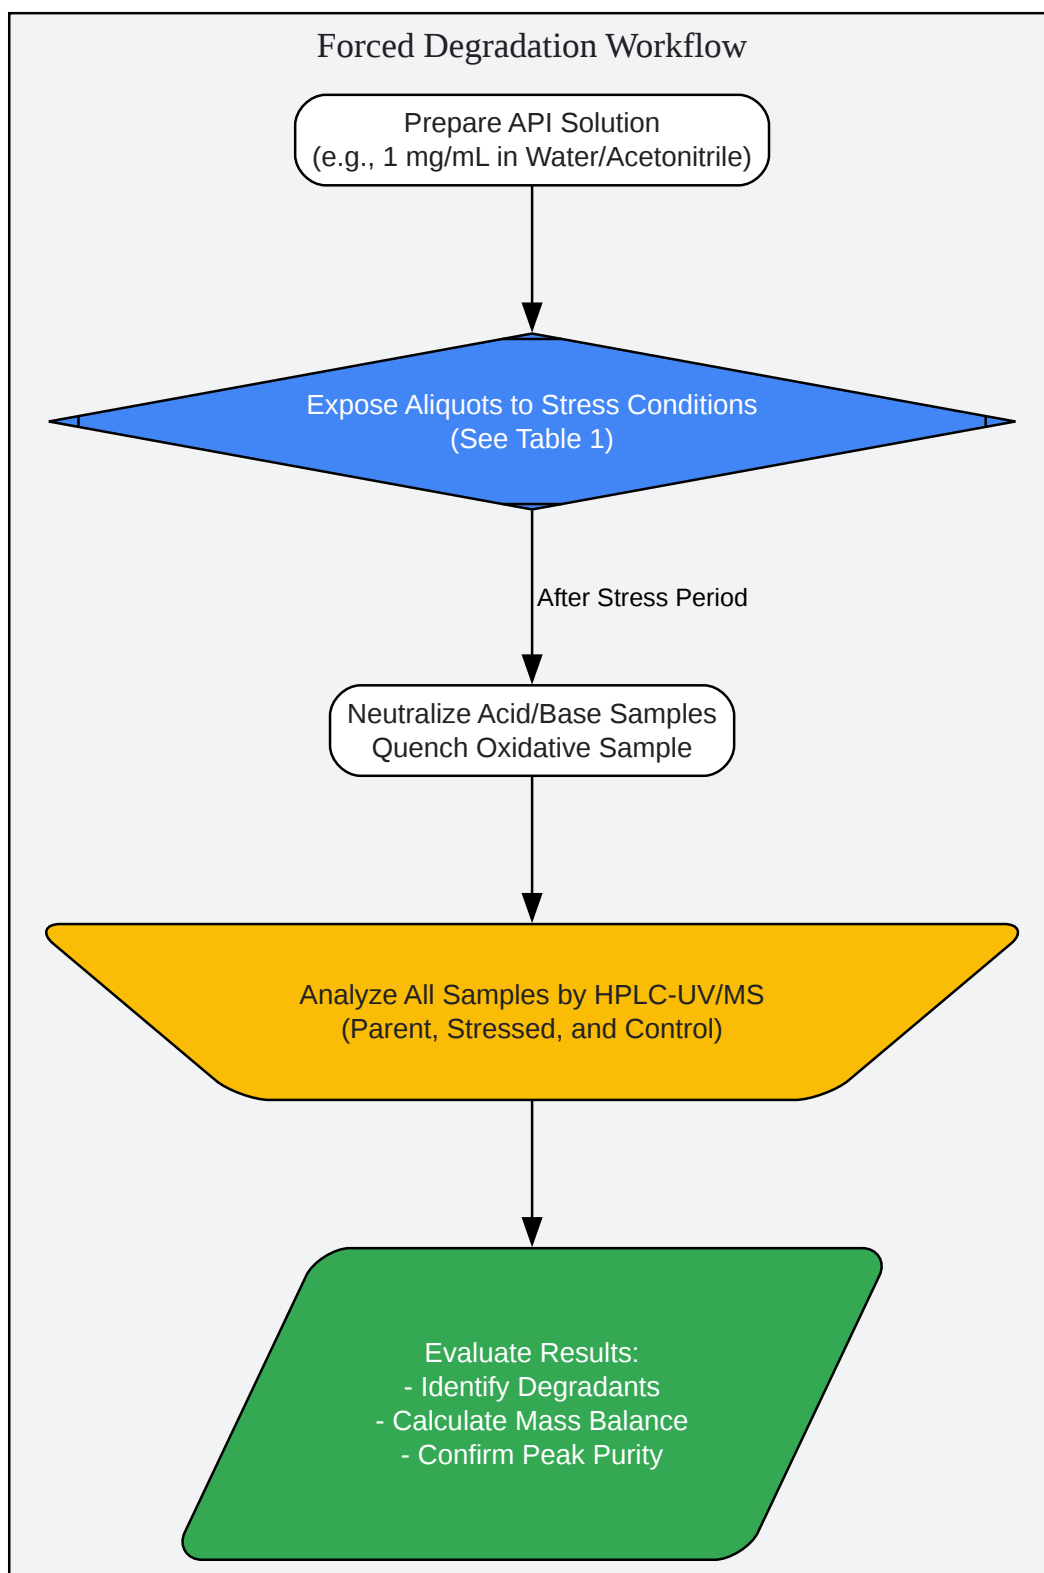 Forced Degradation Workflow
Prepare API Solution
(e.g., 1 mg/mL in Water/Acetonitrile)
Expose Aliquots to Stress Conditions
(See Table 1)
After Stress Period
Neutralize Acid/Base Samples
Quench Oxidative Sample
Analyze All Samples by HPLC-UV/MS
(Parent, Stressed, and Control)
Evaluate Results:
- Identify Degradants
- Calculate Mass Balance
- Confirm Peak Purity